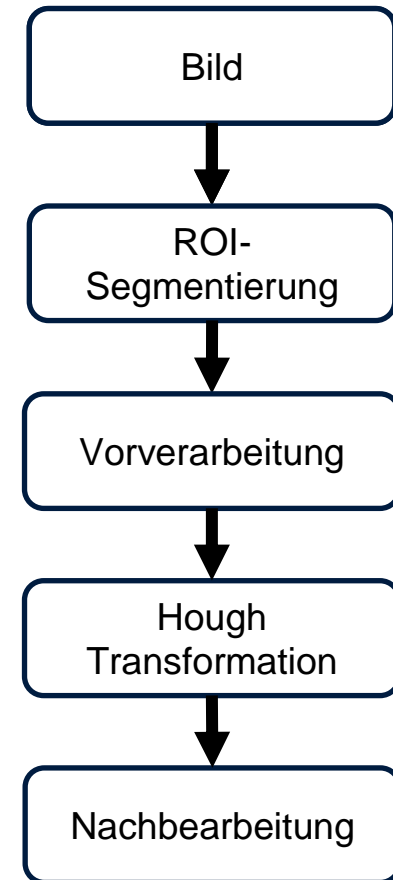 Bild
ROI-
Segmentierung
Vorverarbeitung
Hough
Transformation
Nachbearbeitung